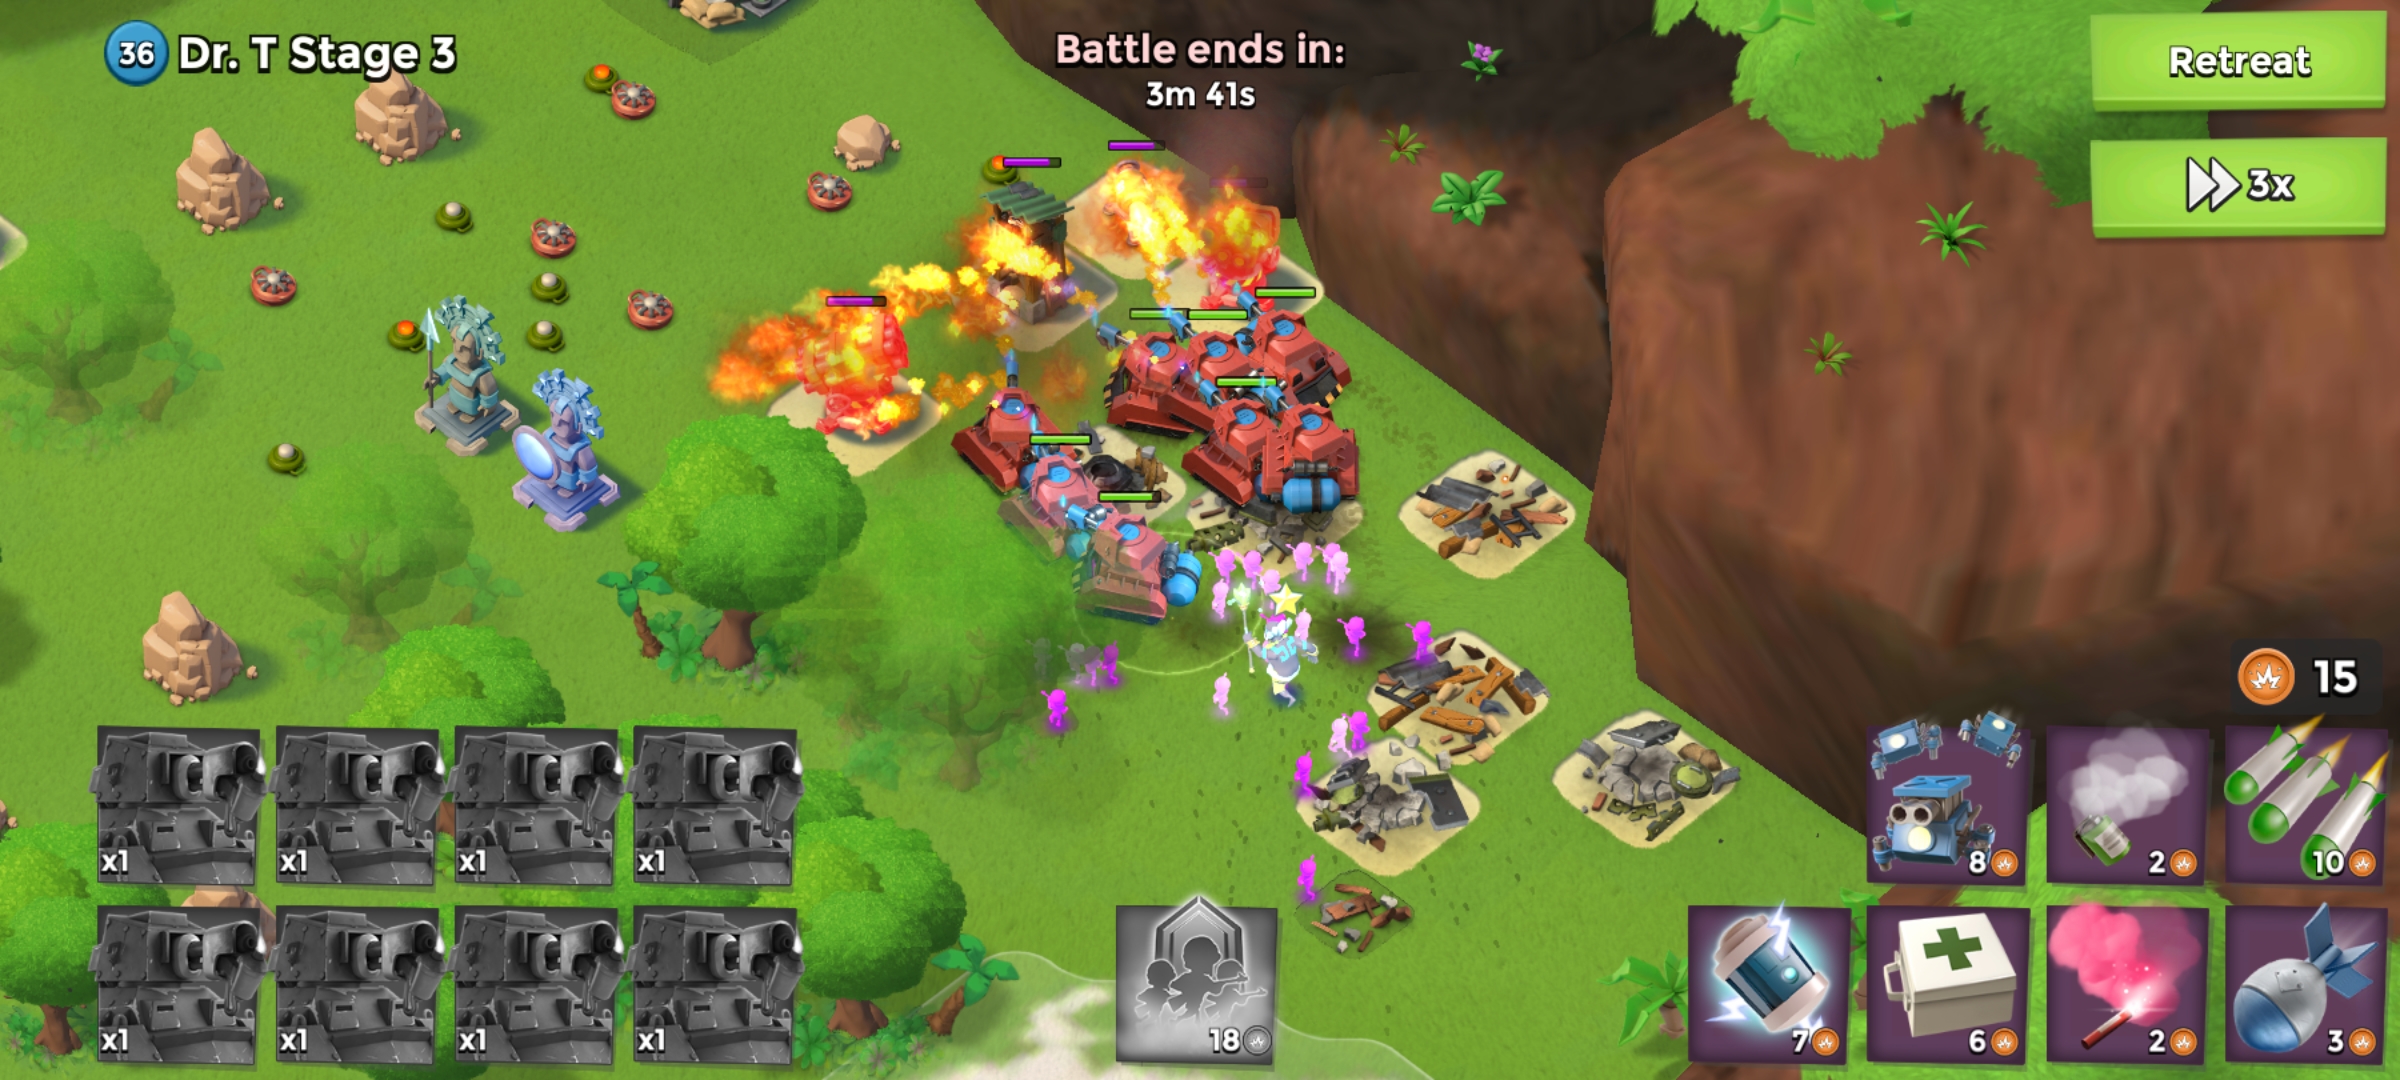 36 Dr. T Stage 3
Battle ends in:
3m 41s
Retreat
3x
15
8
2
10
x1
x1
x1
x1
x1
x1
x1
x1
18
7
6
2
3